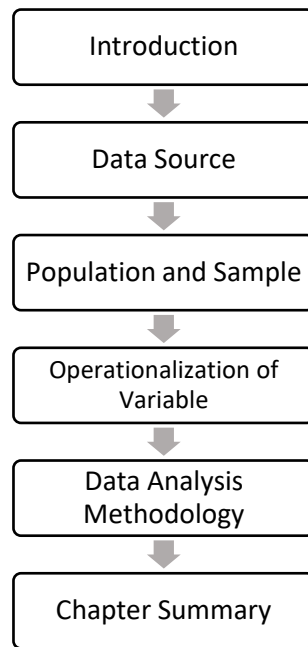 Introduction
Data Source
Population and Sample
Operationalization of
Variable
Data Analysis
Methodology
Chapter Summary